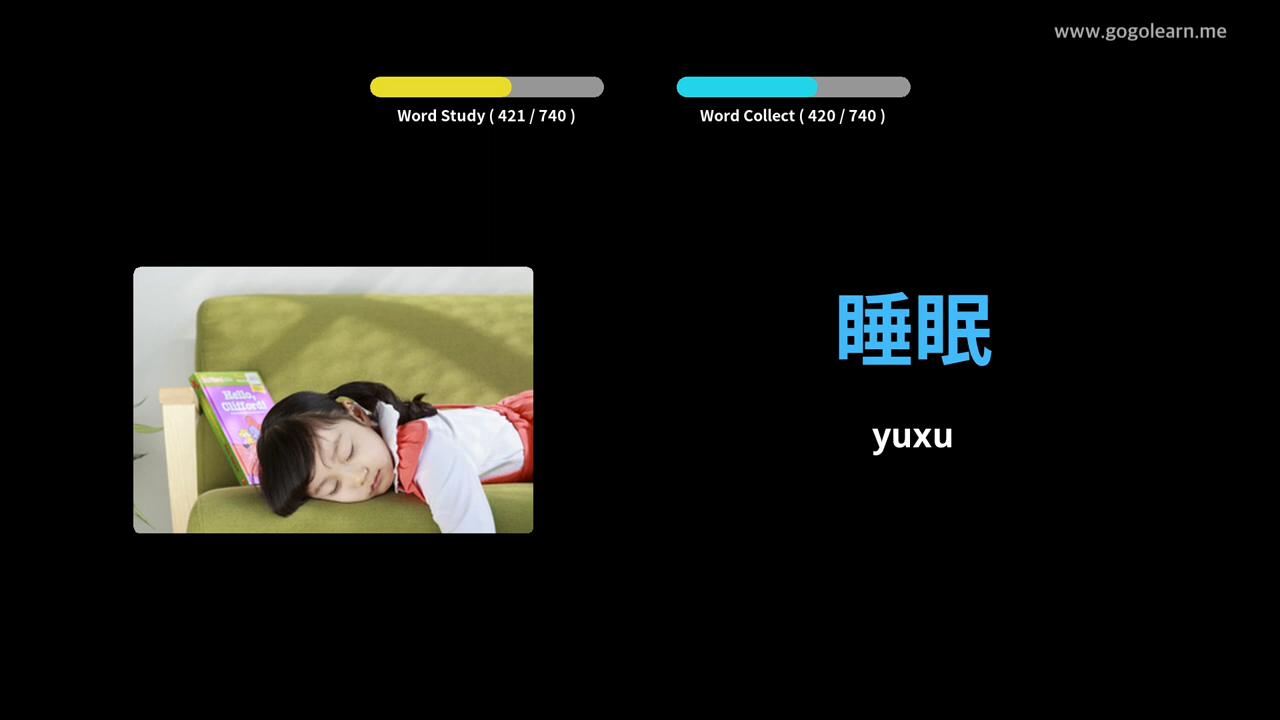 www.gogolearn.me
Word Study ( 421 / 740 )
Word Collect ( 420 / 740 )
Hello,
Clifford!
睡眠
yuxu